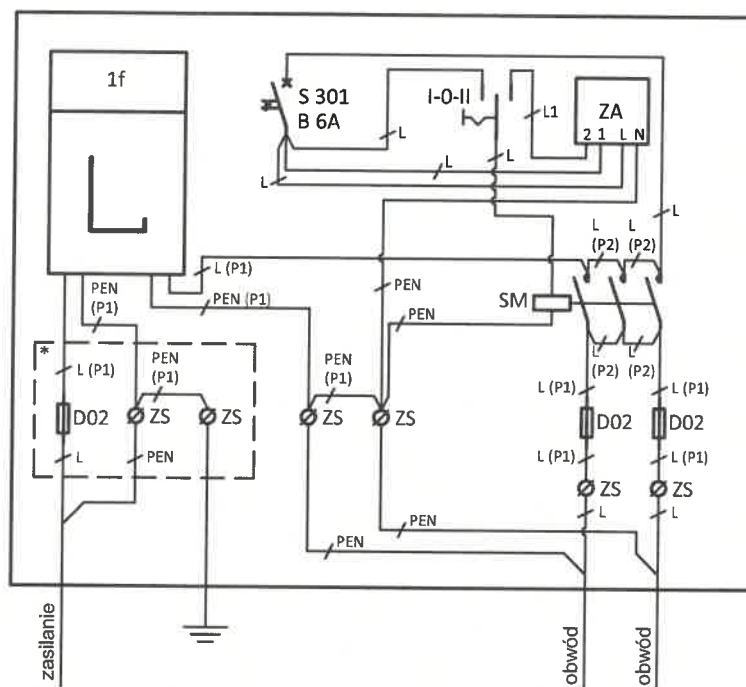 1f
S 301
B 6A
I-0-II
ZA
2 1 L N
L
L1
L
L
L
L
L (P1)
L
(P2)
L
(P2)
PEN
(P1)
PEN (P1)
PEN
SM
PEN
L
(P2)
L
(P2)
*
L (P1)
PEN
(P1)
PEN
(P1)
L (P1)
L (P1)
D02
ZS
ZS
ZS
ZS
D02
D02
L
PEN
L (P1)
L (P1)
ZS
ZS
L
L
PEN
PEN
zasilanie
obwód
obwód